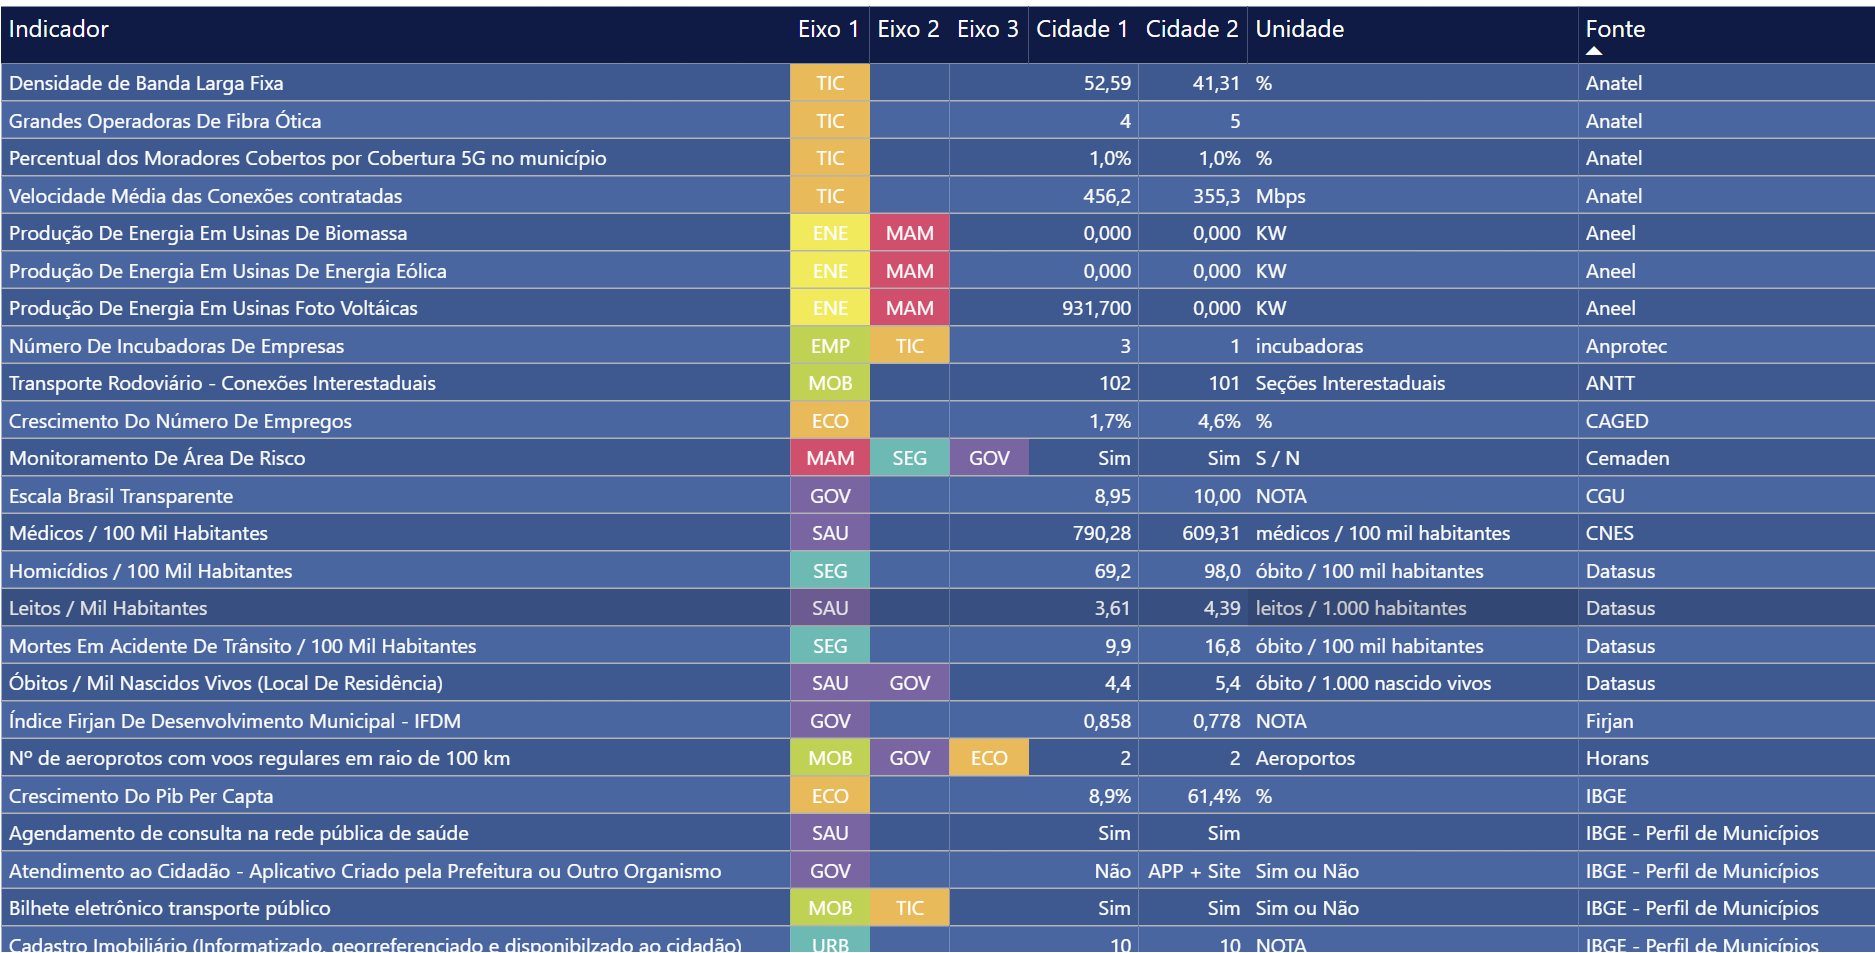 Indicador Eixo 1 Eixo 2 Eixo 3 Cidade 1 Cidade 2 Unidade Fonte
Densidade de Banda Larga Fixa TIC 52,59 41,31 % Anatel
Grandes Operadoras De Fibra Ótica TIC 4 5 Anatel
Percentual dos Moradores Cobertos por Cobertura 5G no município TIC 1,0% 1,0% % Anatel
Velocidade Média das Conexões contratadas TIC 456,2 355,3 Mbps Anatel
Produção De Energia Em Usinas De Biomassa ENE MAM 0,000 0,000 KW Aneel
Produção De Energia Em Usinas De Energia Eólica ENE MAM 0,000 0,000 KW Aneel
Produção De Energia Em Usinas Foto Voltáicas ENE MAM 931,700 0,000 KW Aneel
Número De Incubadoras De Empresas EMP TIC 3 1 incubadoras Anprotec
Transporte Rodoviário - Conexões Interestaduais MOB 102 101 Seções Interestaduais ANTT
Crescimento Do Número De Empregos ECO 1,7% 4,6% % CAGED
Monitoramento De Área De Risco MAM SEG GOV Sim Sim S / N Cemaden
Escala Brasil Transparente GOV 8,95 10,00 NOTA CGU
Médicos / 100 Mil Habitantes SAU 790,28 609,31 médicos / 100 mil habitantes CNES
Homicídios / 100 Mil Habitantes SEG 69,2 98,0 óbito / 100 mil habitantes Datasus
Leitos / Mil Habitantes SAU 3,61 4,39 leitos / 1.000 habitantes Datasus
Mortes Em Acidente De Trânsito / 100 Mil Habitantes SEG 9,9 16,8 óbito / 100 mil habitantes Datasus
Óbitos / Mil Nascidos Vivos (Local De Residência) SAU GOV 4,4 5,4 óbito / 1.000 nascido vivos Datasus
Índice Firjan De Desenvolvimento Municipal - IFDM GOV 0,858 0,778 NOTA Firjan
Nº de aeroprotos com voos regulares em raio de 100 km MOB GOV ECO 2 2 Aeroportos Horans
Crescimento Do Pib Per Capta ECO 8,9% 61,4% % IBGE
Agendamento de consulta na rede pública de saúde SAU Sim Sim IBGE - Perfil de Municípios
Atendimento ao Cidadão - Aplicativo Criado pela Prefeitura ou Outro Organismo GOV Não APP + Site Sim ou Não IBGE - Perfil de Municípios
Bilhete eletrônico transporte público MOB TIC Sim Sim Sim ou Não IBGE - Perfil de Municípios
Cadastro Imobiliário (Informatizado, georreferenciado e disponibilzado ao cidadão) URB 10 10 NOTA IBGE - Perfil de Municípios